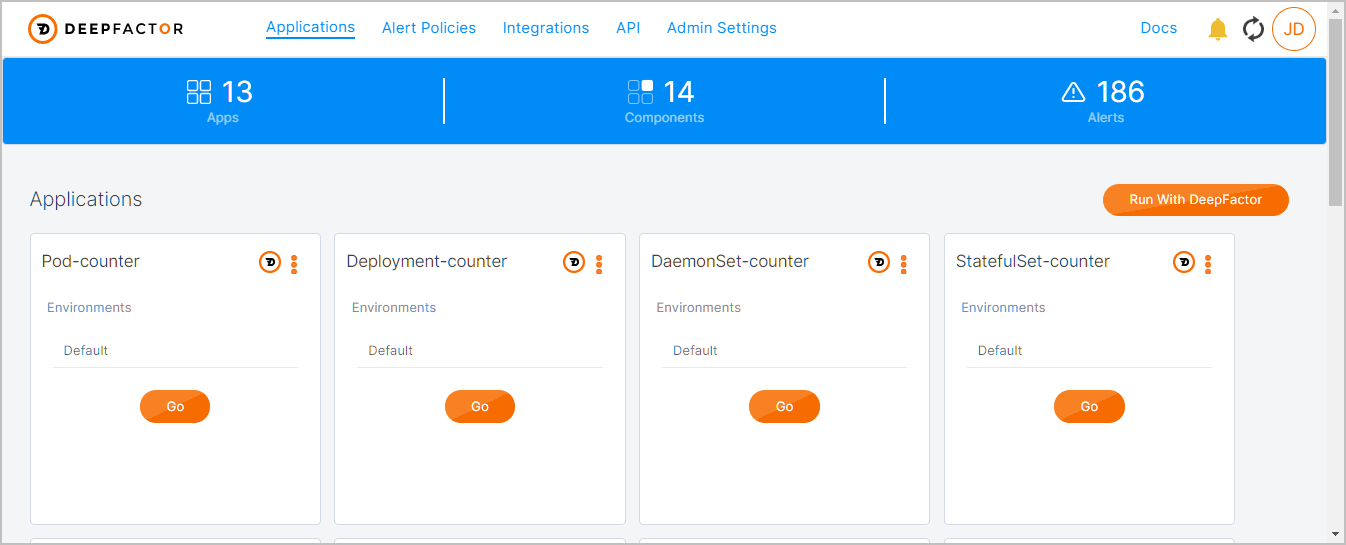 DEEPFACTOR Applications Alert Policies Integrations API Admin Settings Docs JD
13 14 186
Apps Components Alerts
Applications Run With DeepFactor
Pod-counter Deployment-counter DaemonSet-counter StatefulSet-counter
Environments Environments Environments Environments
Default Default Default Default
Go Go Go Go